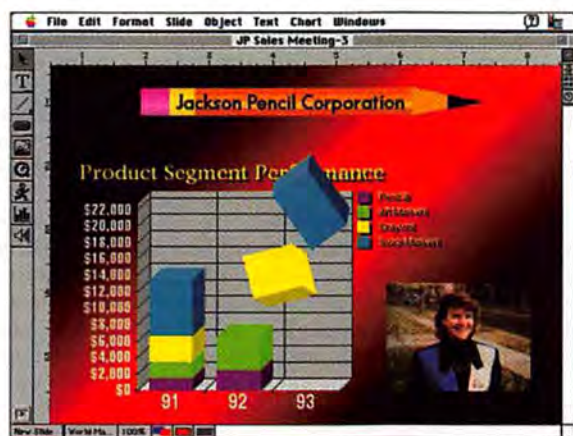 File Edit Format Slide Object Text Chart Windows
JP Sales Meeting-3
Jackson Pencil Corporation
Product Segment Performance
$22,000
$20,000
$18,000
$16,000
$14,000
$12,000
$10,000
$8,000
$6,000
$4,000
$2,000
$0
91 92 93
New Slide 100%